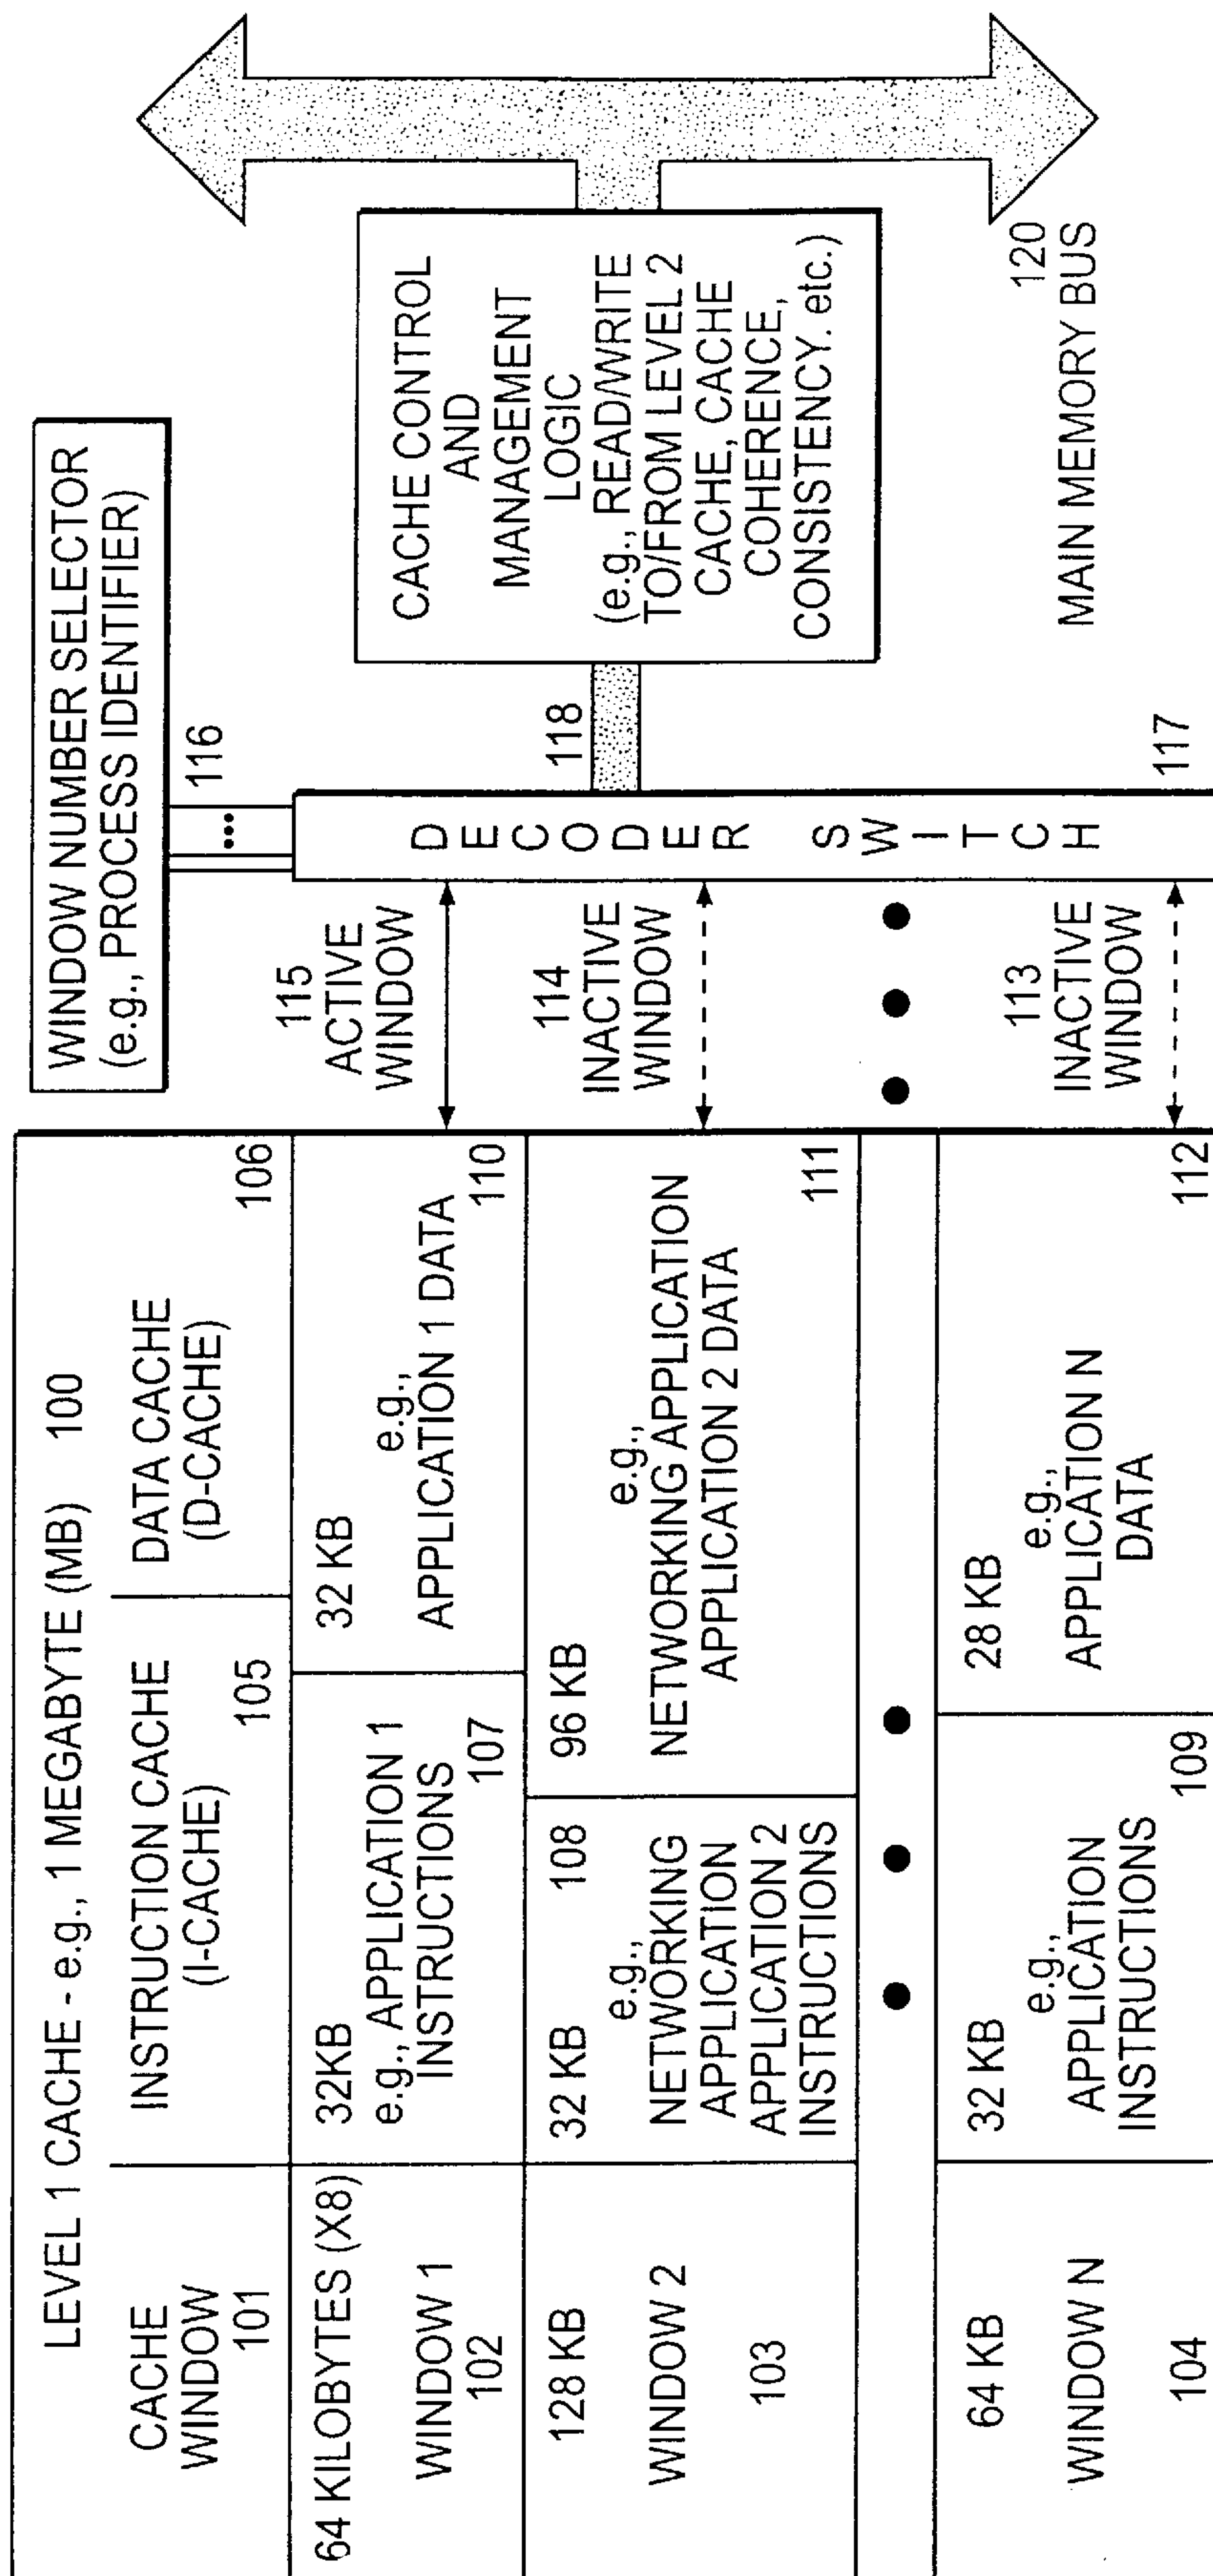 LEVEL 1 CACHE - e.g., 1 MEGABYTE (MB) 100
CACHE
WINDOW
101
INSTRUCTION CACHE
(I-CACHE)
105
DATA CACHE
(D-CACHE)
106
64 KILOBYTES (X8)
WINDOW 1
102
32KB
e.g., APPLICATION 1
INSTRUCTIONS
107
32 KB
e.g.,
APPLICATION 1 DATA
110
128 KB
WINDOW 2
103
32 KB 108
e.g.,
NETWORKING
APPLICATION
APPLICATION 2
INSTRUCTIONS
96 KB
e.g.,
NETWORKING APPLICATION
APPLICATION 2 DATA
111
64 KB
WINDOW N
104
32 KB
e.g.,
APPLICATION
INSTRUCTIONS
109
28 KB
e.g.,
APPLICATION N
DATA
112
WINDOW NUMBER SELECTOR
(e.g., PROCESS IDENTIFIER)
116
115
ACTIVE
WINDOW
114
INACTIVE
WINDOW
113
INACTIVE
WINDOW
DECODER SWITCH
117
118
CACHE CONTROL
AND
MANAGEMENT
LOGIC
(e.g., READ/WRITE
TO/FROM LEVEL 2
CACHE, CACHE
COHERENCE,
CONSISTENCY. etc.)
120
MAIN MEMORY BUS